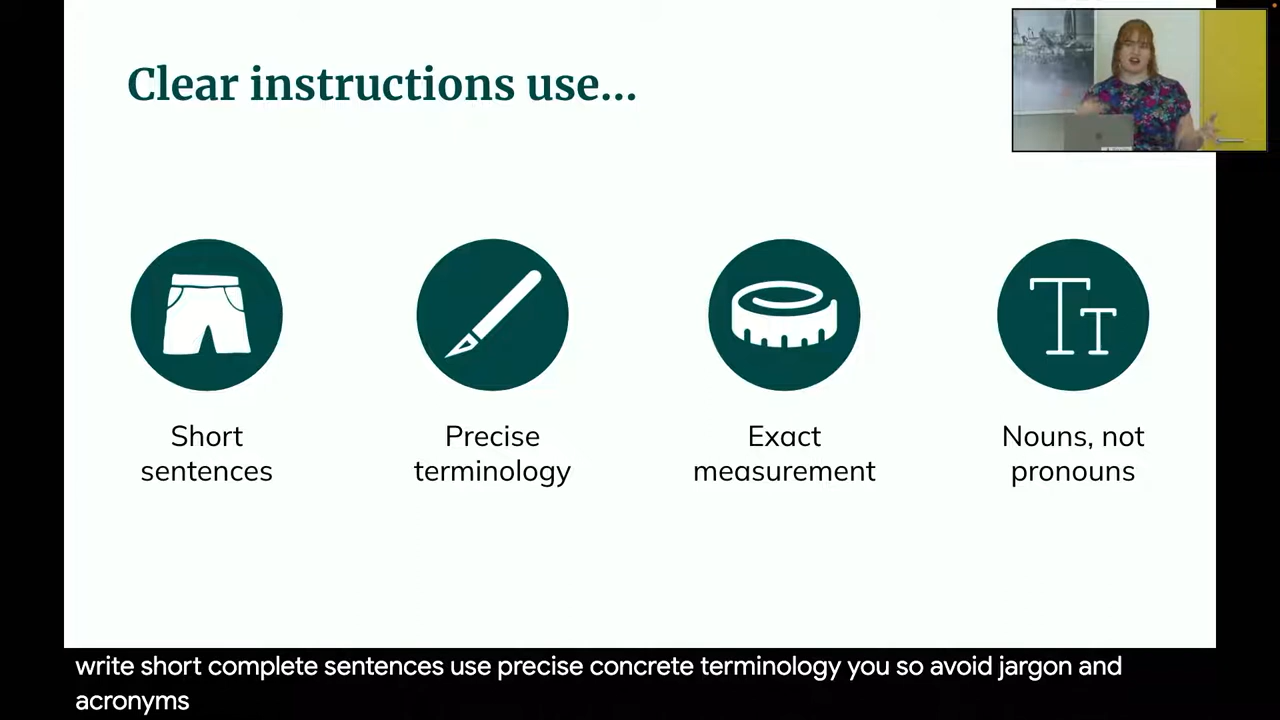 Clear instructions use...
Short
sentences
Precise
terminology
Exact
measurement
Nouns, not
pronouns
write short complete sentences use precise concrete terminology you so avoid jargon and
acronyms